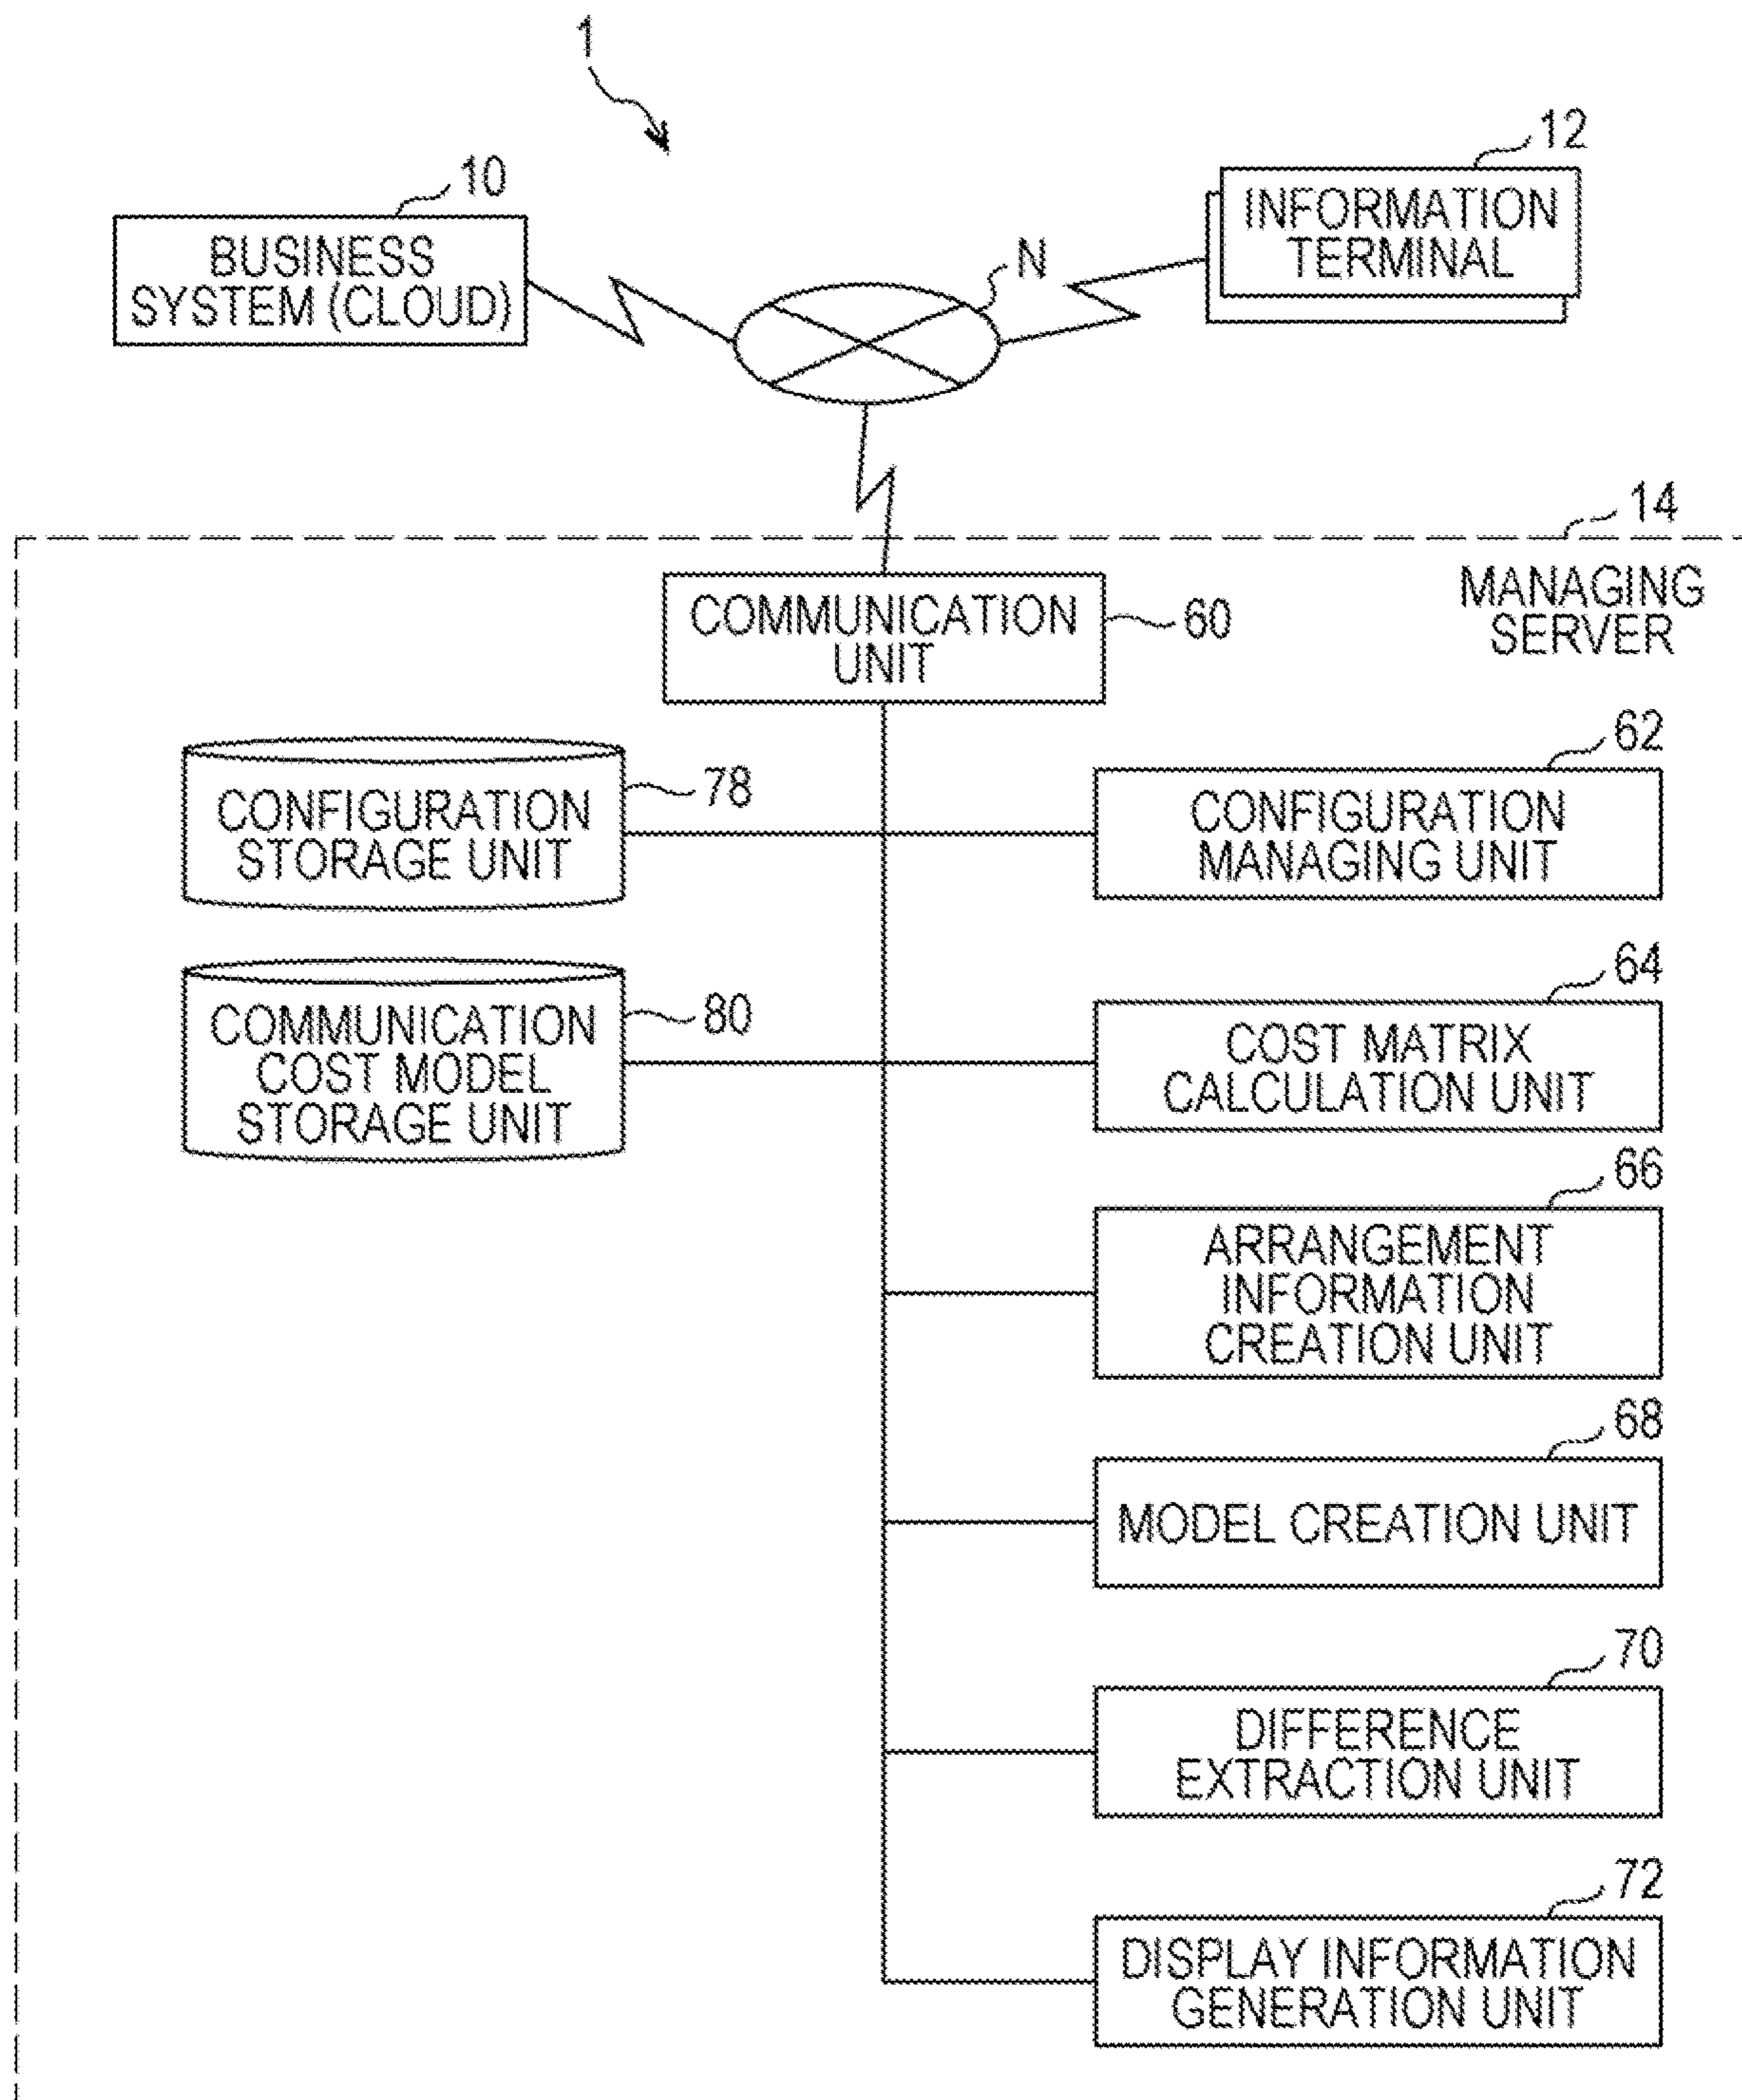 1
10
BUSINESS
SYSTEM (CLOUD)
12
INFORMATION
TERMINAL
N
14
MANAGING
SERVER
COMMUNICATION
UNIT
60
CONFIGURATION
STORAGE UNIT
78
62
CONFIGURATION
MANAGING UNIT
COMMUNICATION
COST MODEL
STORAGE UNIT
80
64
COST MATRIX
CALCULATION UNIT
66
ARRANGEMENT
INFORMATION
CREATION UNIT
68
MODEL CREATION UNIT
70
DIFFERENCE
EXTRACTION UNIT
72
DISPLAY INFORMATION
GENERATION UNIT